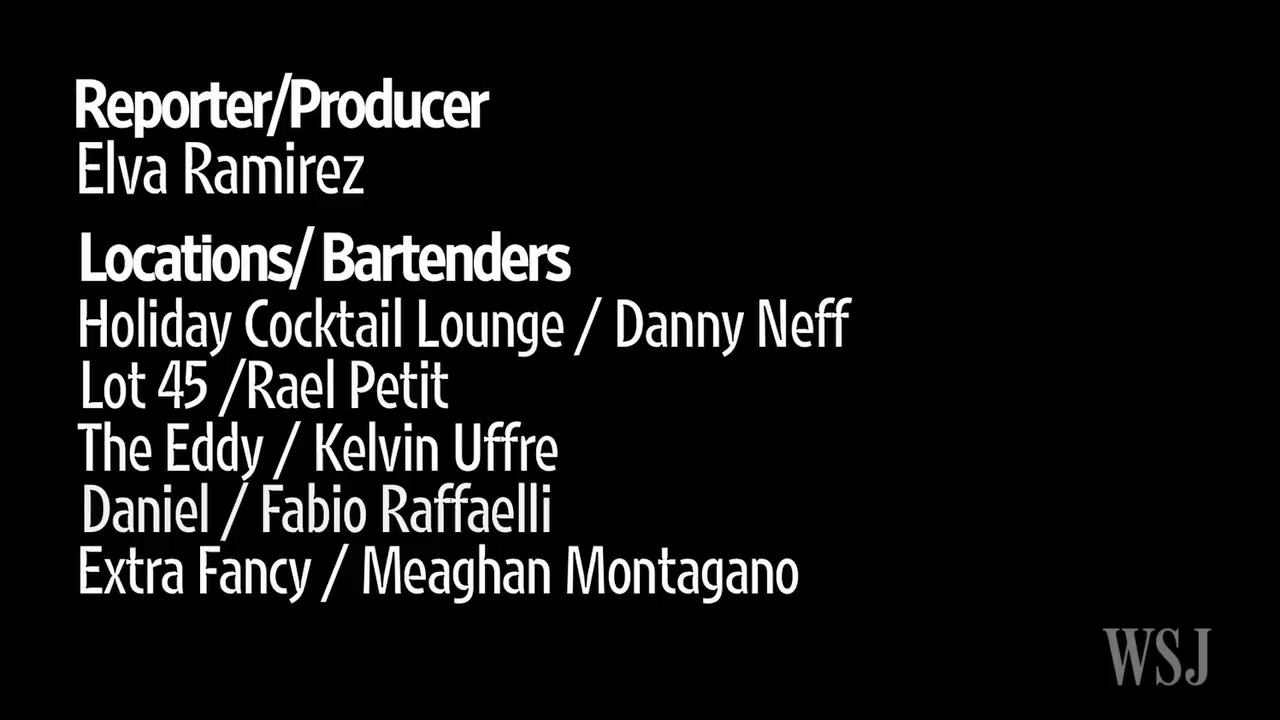 Reporter/Producer
Elva Ramirez
Locations/ Bartenders
Holiday Cocktail Lounge / Danny Neff
Lot 45 /Rael Petit
The Eddy / Kelvin Uffre
Daniel / Fabio Raffaelli
Extra Fancy / Meaghan Montagano
WSJ